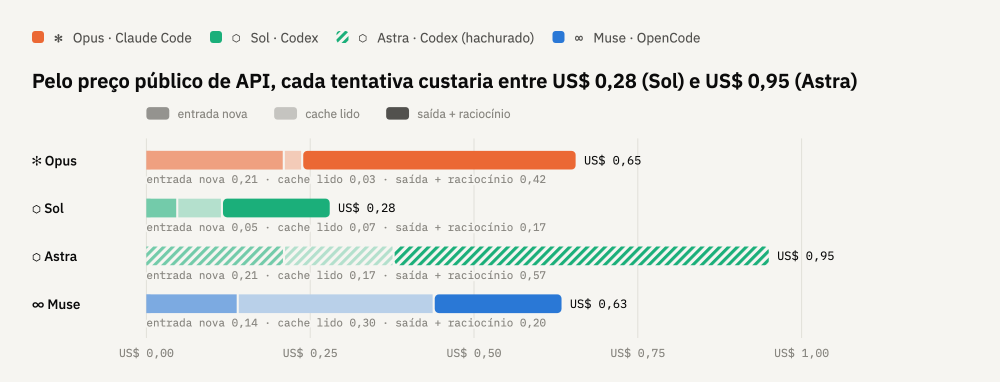 ✻ Opus · Claude Code ⬡ Sol · Codex ⬡ Astra · Codex (hachurado) ∞ Muse · OpenCode
Pelo preço público de API, cada tentativa custaria entre US$ 0,28 (Sol) e US$ 0,95 (Astra)
entrada nova cache lido saída + raciocínio
✻ Opus US$ 0,65
entrada nova 0,21 · cache lido 0,03 · saída + raciocínio 0,42
⬡ Sol US$ 0,28
entrada nova 0,05 · cache lido 0,07 · saída + raciocínio 0,17
⬡ Astra US$ 0,95
entrada nova 0,21 · cache lido 0,17 · saída + raciocínio 0,57
∞ Muse US$ 0,63
entrada nova 0,14 · cache lido 0,30 · saída + raciocínio 0,20
US$ 0,00 US$ 0,25 US$ 0,50 US$ 0,75 US$ 1,00